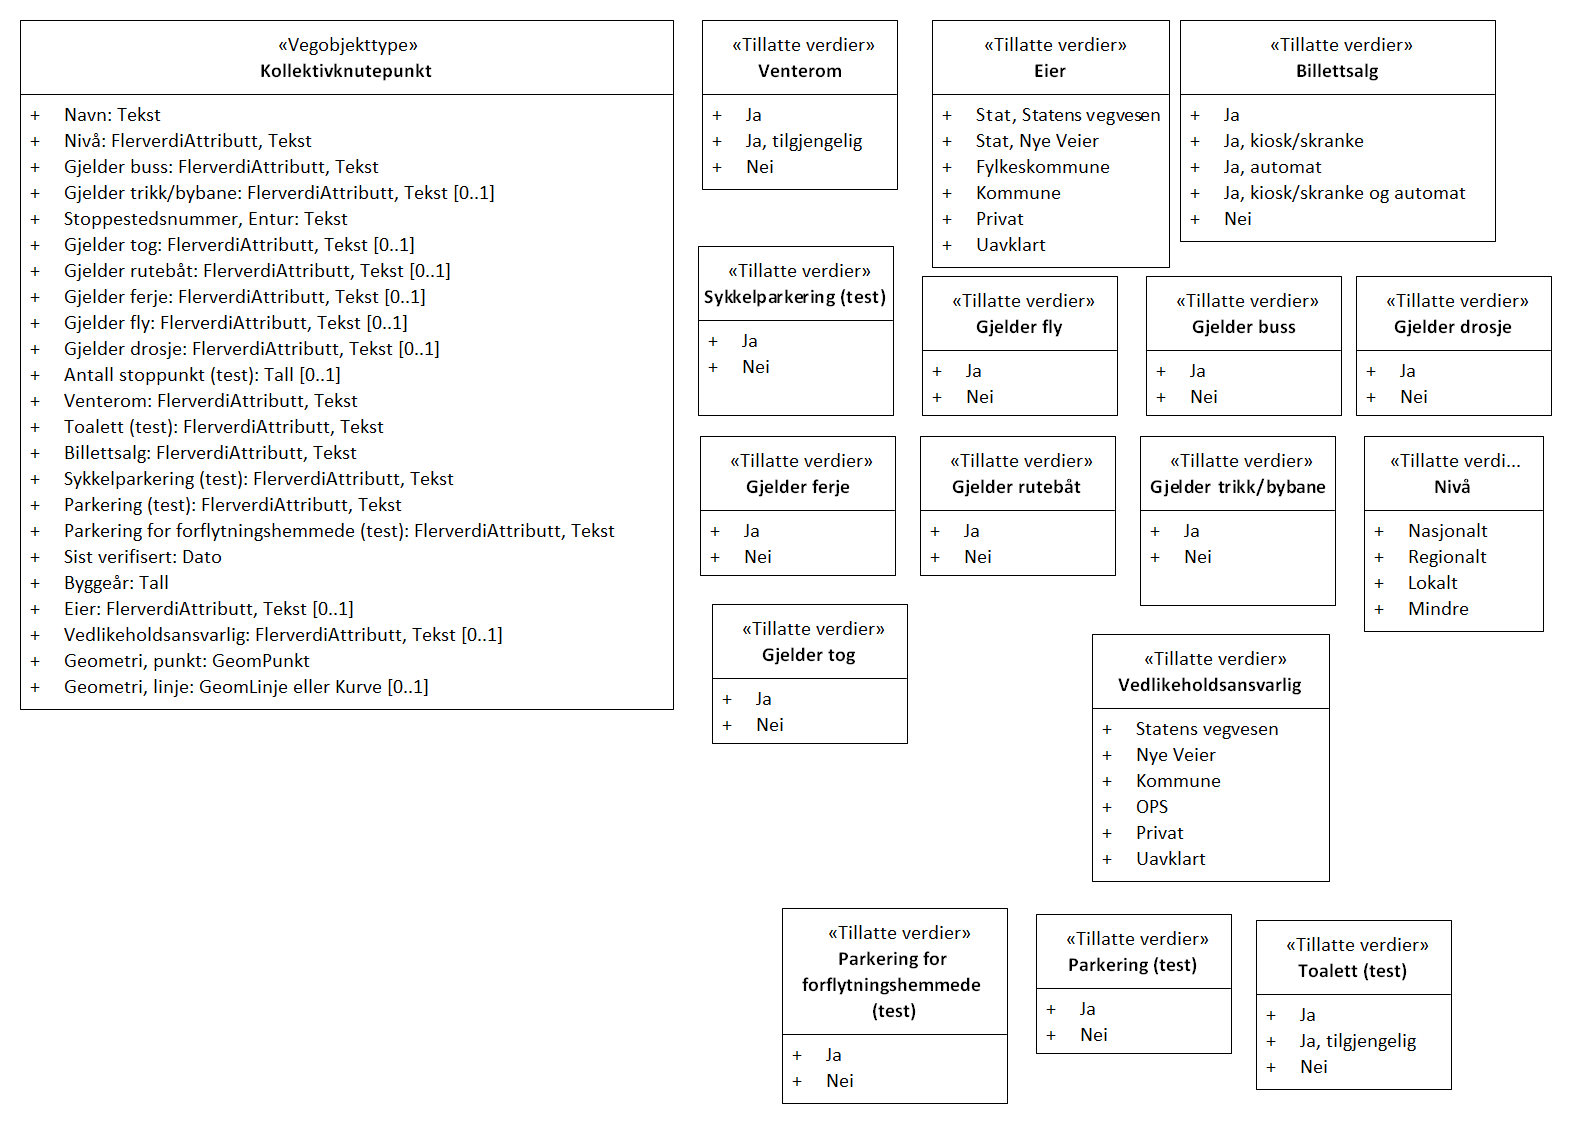 «Vegobjekttype»
Kollektivknutepunkt
+ Navn: Tekst
+ Nivå: FlerverdiAttributt, Tekst
+ Gjelder buss: FlerverdiAttributt, Tekst
+ Gjelder trikk/bybane: FlerverdiAttributt, Tekst [0..1]
+ Stoppestedsnummer, Entur: Tekst
+ Gjelder tog: FlerverdiAttributt, Tekst [0..1]
+ Gjelder rutebåt: FlerverdiAttributt, Tekst [0..1]
+ Gjelder ferje: FlerverdiAttributt, Tekst [0..1]
+ Gjelder fly: FlerverdiAttributt, Tekst [0..1]
+ Gjelder drosje: FlerverdiAttributt, Tekst [0..1]
+ Antall stoppunkt (test): Tall [0..1]
+ Venterom: FlerverdiAttributt, Tekst
+ Toalett (test): FlerverdiAttributt, Tekst
+ Billettsalg: FlerverdiAttributt, Tekst
+ Sykkelparkering (test): FlerverdiAttributt, Tekst
+ Parkering (test): FlerverdiAttributt, Tekst
+ Parkering for forflytningshemmede (test): FlerverdiAttributt, Tekst
+ Sist verifisert: Dato
+ Byggeår: Tall
+ Eier: FlerverdiAttributt, Tekst [0..1]
+ Vedlikeholdsansvarlig: FlerverdiAttributt, Tekst [0..1]
+ Geometri, punkt: GeomPunkt
+ Geometri, linje: GeomLinje eller Kurve [0..1]
«Tillatte verdier»
Venterom
+ Ja
+ Ja, tilgjengelig
+ Nei
«Tillatte verdier»
Eier
+ Stat, Statens vegvesen
+ Stat, Nye Veier
+ Fylkeskommune
+ Kommune
+ Privat
+ Uavklart
«Tillatte verdier»
Billettsalg
+ Ja
+ Ja, kiosk/skranke
+ Ja, automat
+ Ja, kiosk/skranke og automat
+ Nei
«Tillatte verdier»
Sykkelparkering (test)
+ Ja
+ Nei
«Tillatte verdier»
Gjelder fly
+ Ja
+ Nei
«Tillatte verdier»
Gjelder buss
+ Ja
+ Nei
«Tillatte verdier»
Gjelder drosje
+ Ja
+ Nei
«Tillatte verdier»
Gjelder ferje
+ Ja
+ Nei
«Tillatte verdier»
Gjelder rutebåt
+ Ja
+ Nei
«Tillatte verdier»
Gjelder trikk/bybane
+ Ja
+ Nei
«Tillatte verdi...
Nivå
+ Nasjonalt
+ Regionalt
+ Lokalt
+ Mindre
«Tillatte verdier»
Gjelder tog
+ Ja
+ Nei
«Tillatte verdier»
Vedlikeholdsansvarlig
+ Statens vegvesen
+ Nye Veier
+ Kommune
+ OPS
+ Privat
+ Uavklart
«Tillatte verdier»
Parkering for
forflytningshemmede
(test)
+ Ja
+ Nei
«Tillatte verdier»
Parkering (test)
+ Ja
+ Nei
«Tillatte verdier»
Toalett (test)
+ Ja
+ Ja, tilgjengelig
+ Nei